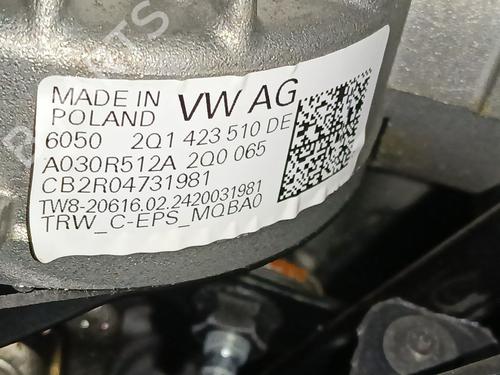 MADE IN
POLAND VW AG
6050 2Q1 423 510 DE
A030R512A 2Q0 065
CB2R04731981
TW8-20616.02.2420031981
TRW_C-EPS_MQBA0